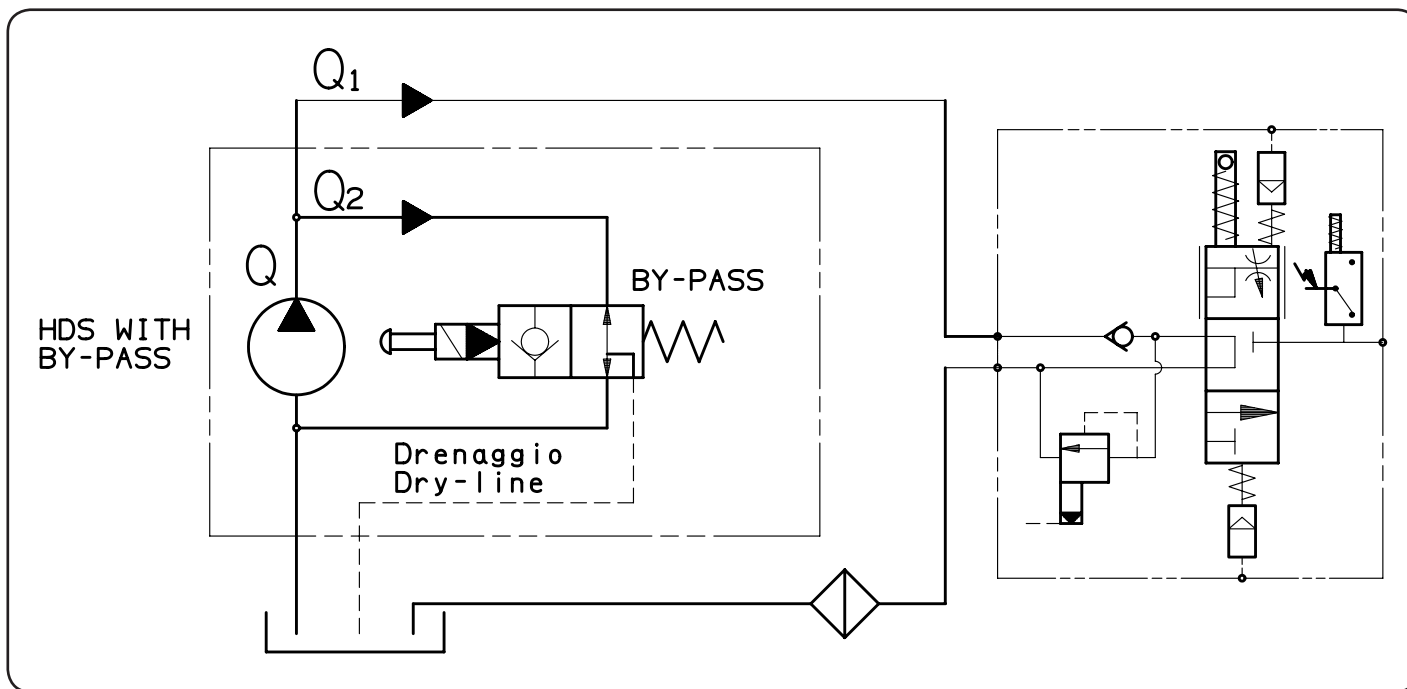 Q1
Q2
Q
BY-PASS
HDS WITH
BY-PASS
Drenaggio
Dry-line